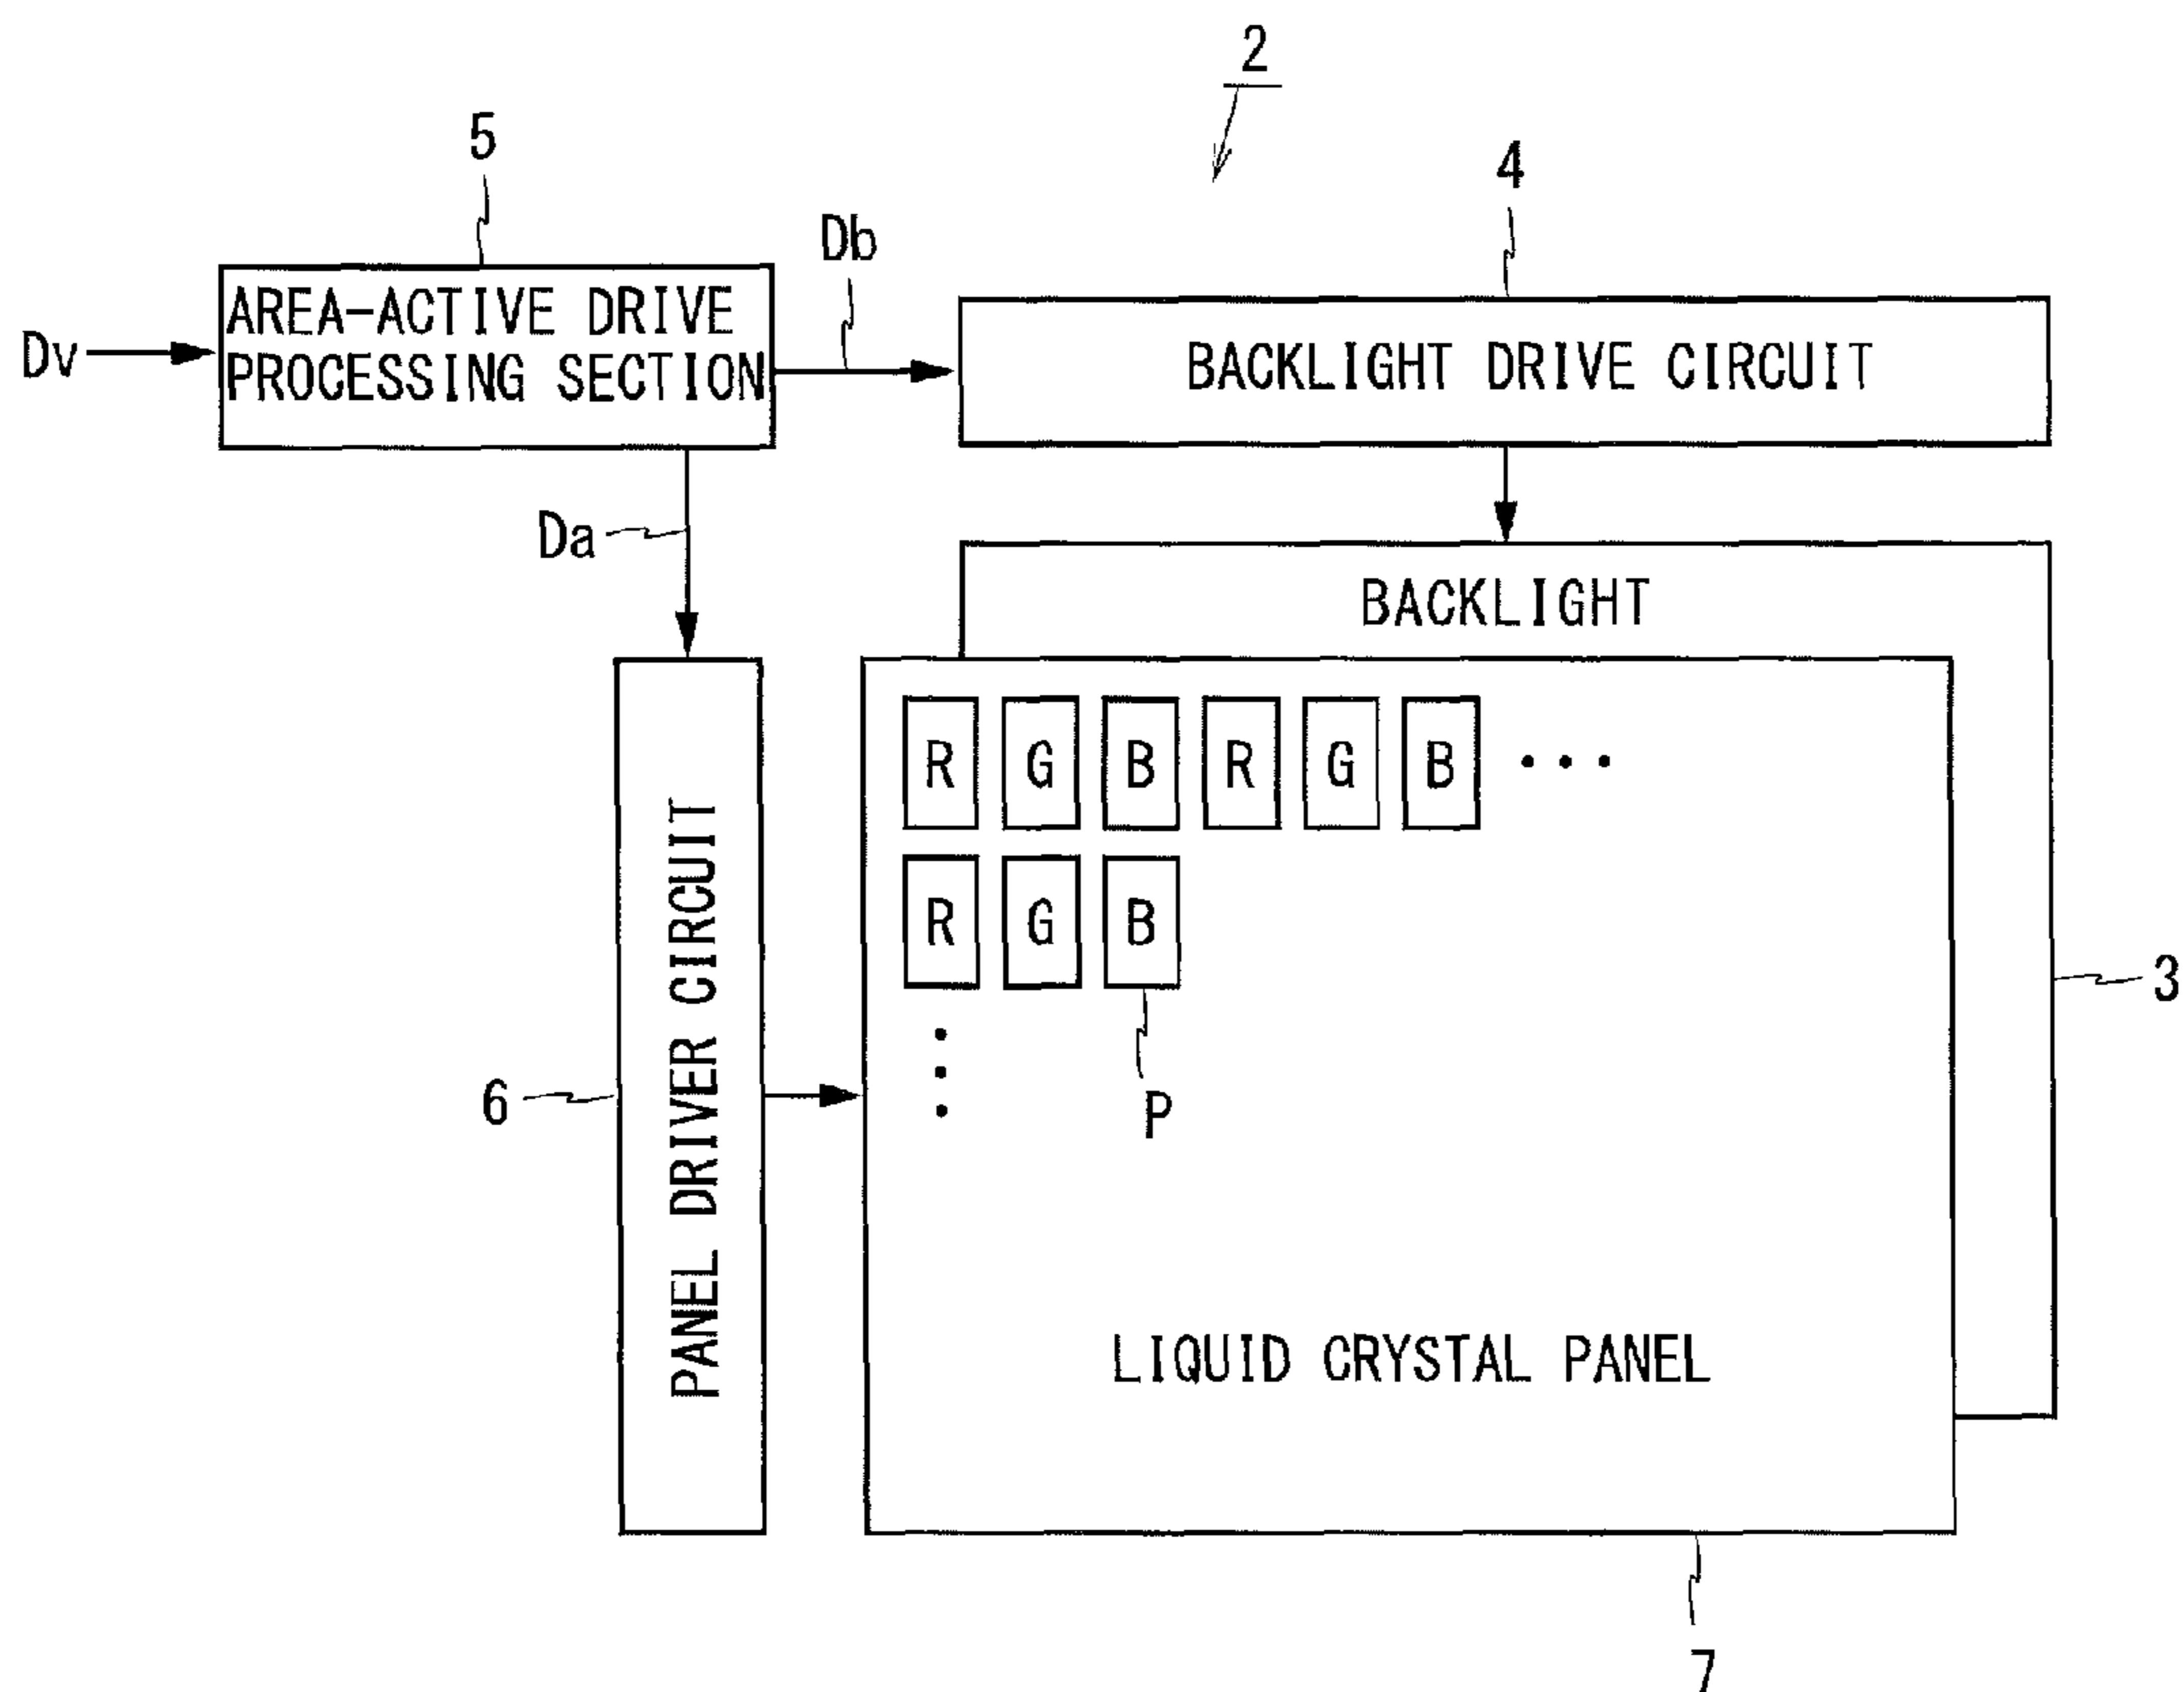 2
5
4
Db
AREA-ACTIVE DRIVE
PROCESSING SECTION
Dv
BACKLIGHT DRIVE CIRCUIT
Da
BACKLIGHT
R G B R G B ...
R G B
3
P
6
PANEL DRIVER CIRCUIT
LIQUID CRYSTAL PANEL
7